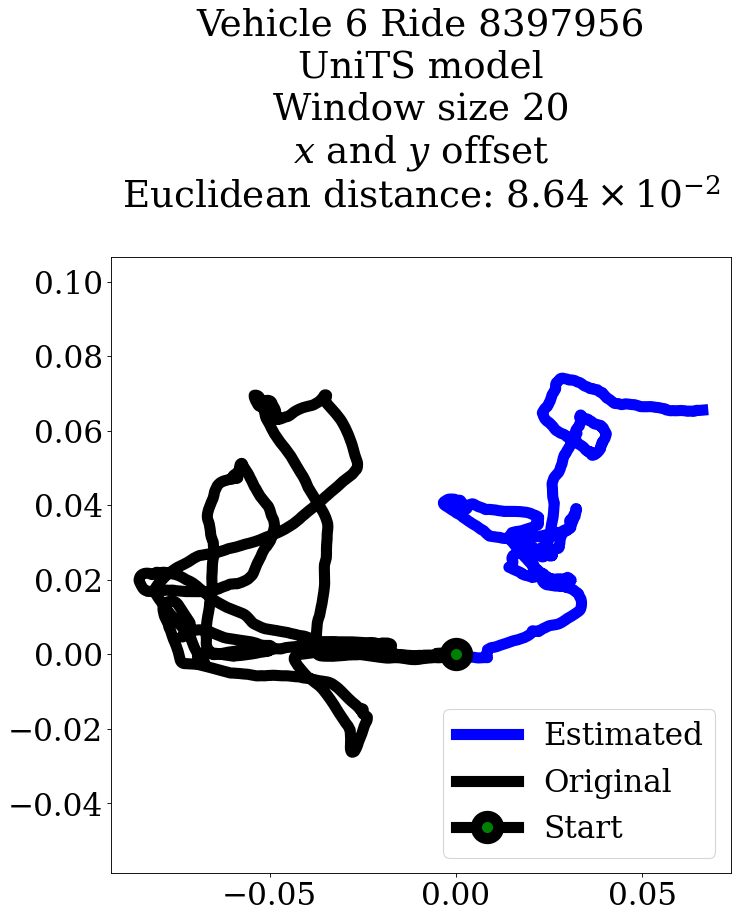 Vehicle 6 Ride 8397956
UniTS model
Window size 20
x and y offset
Euclidean distance: 8.64 × 10⁻²
0.10
0.08
0.06
0.04
0.02
0.00
−0.02
−0.04
Estimated
Original
Start
−0.05 0.00 0.05